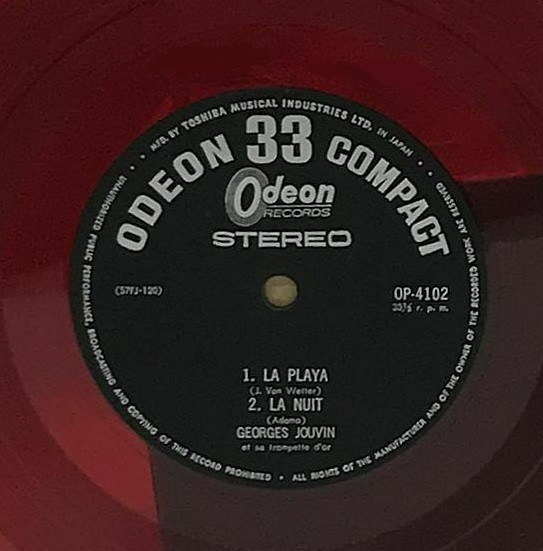 MFD. BY TOSHIBA MUSICAL INDUSTRIES LTD. IN JAPAN
ODEON 33 COMPACT
Odeon
RECORDS
STEREO
(57FJ-120)
OP-4102
33⅓ r. p. m.
1. LA PLAYA
(J. Van Wetter)
2. LA NUIT
(Adamo)
GEORGES JOUVIN
et sa trompette d'or
UNAUTHORIZED PUBLIC PERFORMANCE, BROADCASTING AND COPYING OF THIS RECORD PROHIBITED • ALL RIGHTS OF THE MANUFACTURER AND OF THE OWNER OF THE RECORDED WORK ARE RESERVED